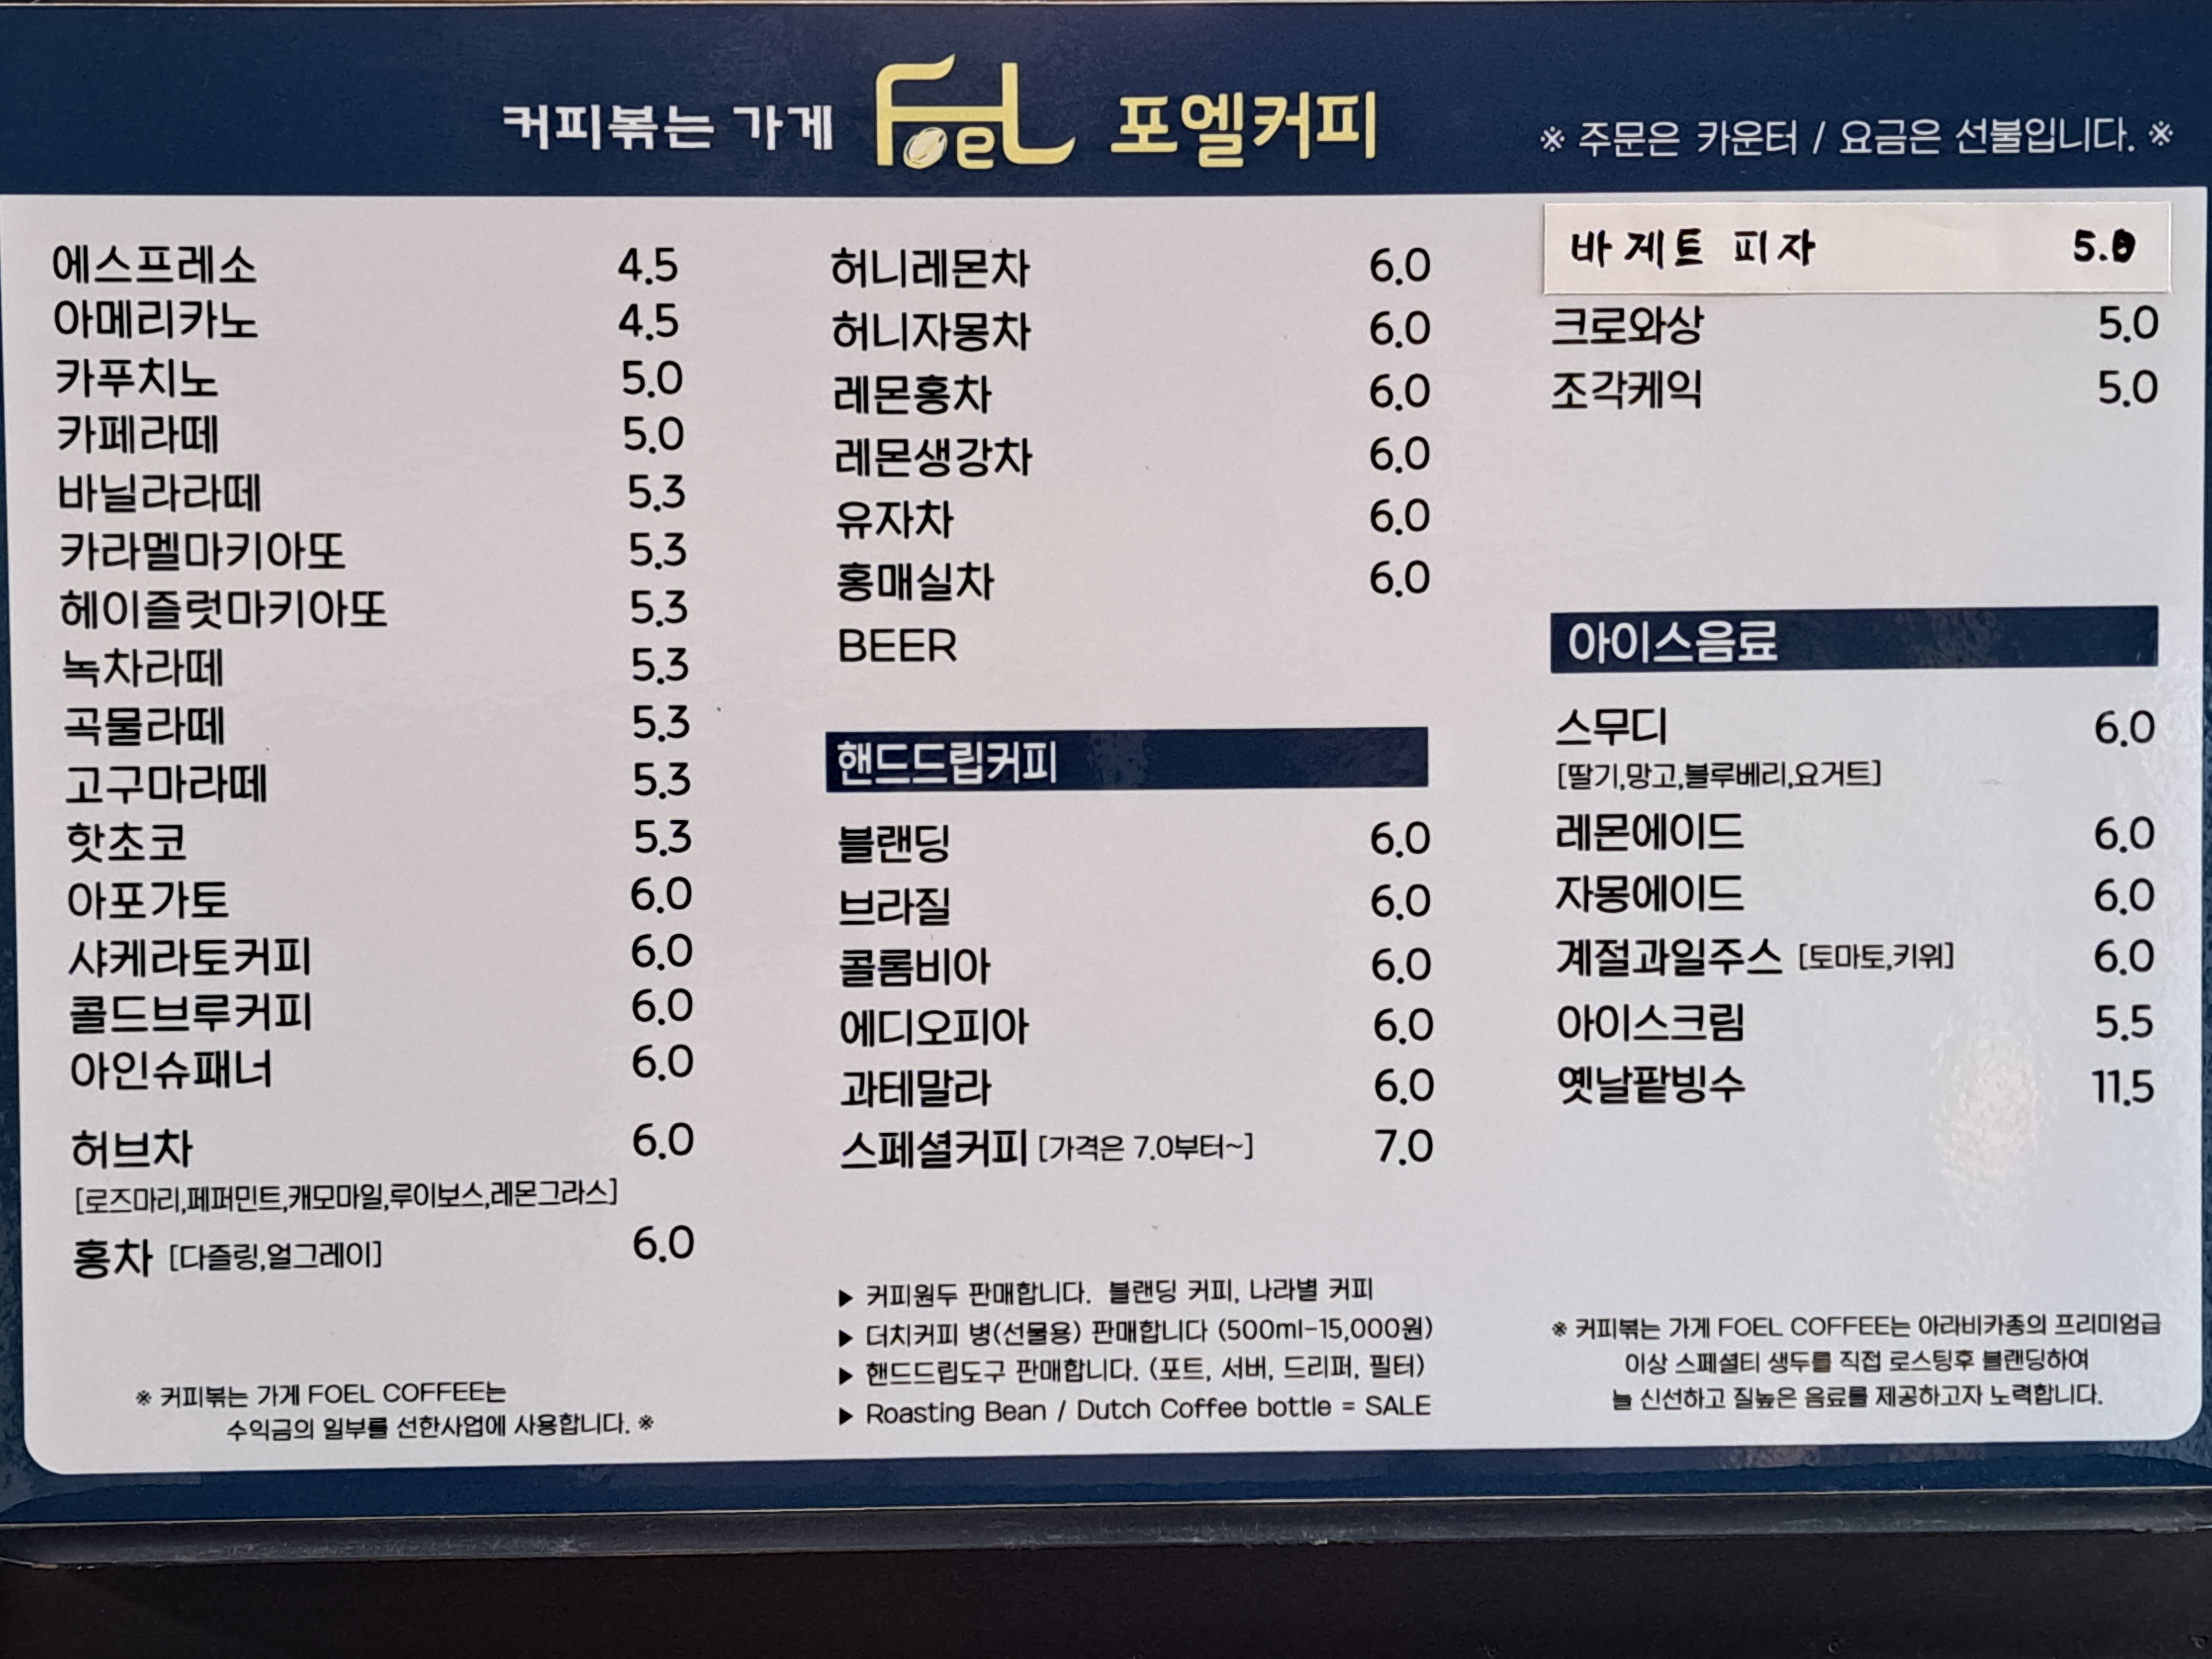 커피볶는 가게 FOEL 포엘커피
※ 주문은 카운터 / 요금은 선불입니다. ※
에스프레소 4.5
아메리카노 4.5
카푸치노 5.0
카페라떼 5.0
바닐라라떼 5.3
카라멜마키아또 5.3
헤이즐럿마키아또 5.3
녹차라떼 5.3
곡물라떼 5.3
고구마라떼 5.3
핫초코 5.3
아포가토 6.0
샤케라토커피 6.0
콜드브루커피 6.0
아인슈패너 6.0
허브차 6.0
[로즈마리,페퍼민트,캐모마일,루이보스,레몬그라스]
홍차 [다즐링,얼그레이] 6.0
※ 커피볶는 가게 FOEL COFFEE는
수익금의 일부를 선한사업에 사용합니다. ※
허니레몬차 6.0
허니자몽차 6.0
레몬홍차 6.0
레몬생강차 6.0
유자차 6.0
홍매실차 6.0
BEER
핸드드립커피
블랜딩 6.0
브라질 6.0
콜롬비아 6.0
에디오피아 6.0
과테말라 6.0
스페셜커피 [가격은 7.0부터~] 7.0
▶ 커피원두 판매합니다. 블랜딩 커피, 나라별 커피
▶ 더치커피 병(선물용) 판매합니다 (500ml-15,000원)
▶ 핸드드립도구 판매합니다. (포트, 서버, 드리퍼, 필터)
▶ Roasting Bean / Dutch Coffee bottle = SALE
바게트 피자 5.0
크로와상 5.0
조각케익 5.0
아이스음료
스무디 6.0
[딸기,망고,블루베리,요거트]
레몬에이드 6.0
자몽에이드 6.0
계절과일주스 [토마토,키위] 6.0
아이스크림 5.5
옛날팥빙수 11.5
※ 커피볶는 가게 FOEL COFFEE는 아라비카종의 프리미엄급
이상 스페셜티 생두를 직접 로스팅후 블랜딩하여
늘 신선하고 질높은 음료를 제공하고자 노력합니다.